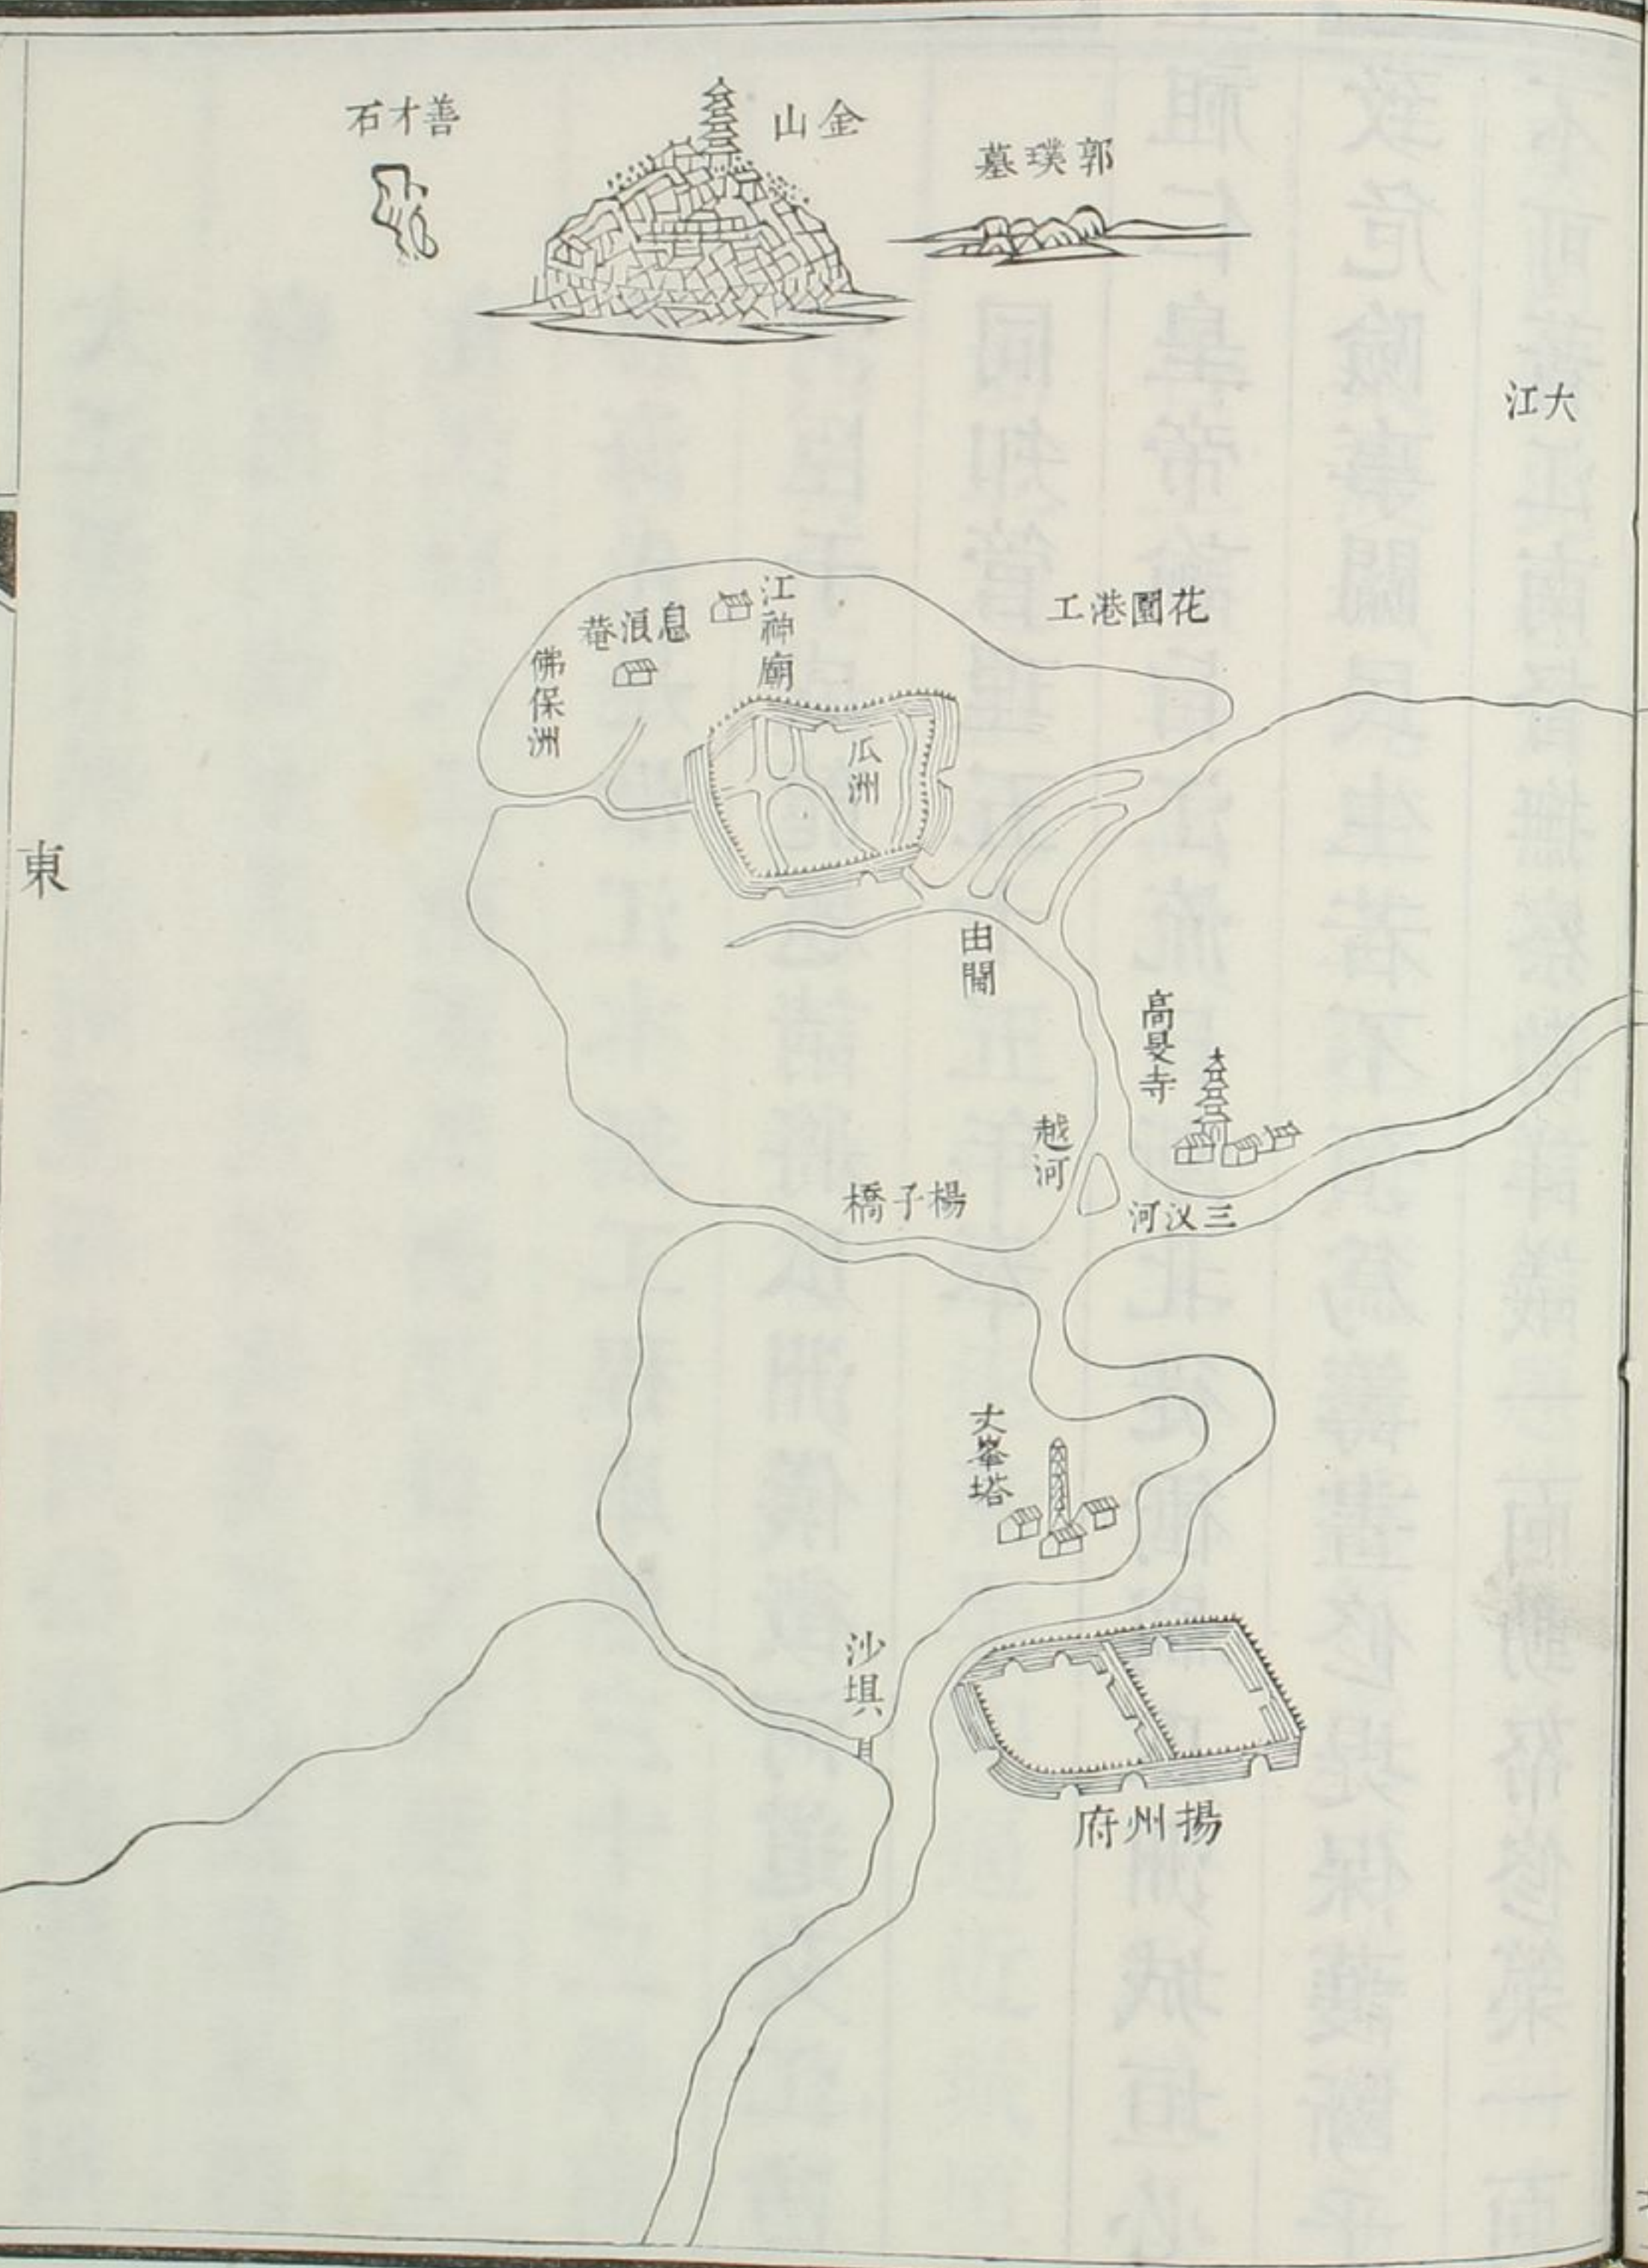 大江
郭璞墓
金山
善才石
花園港工
江神廟
息浪菴
佛保洲
瓜洲
東
由閘
高旻寺
越河
三汊河
楊子橋
文峯塔
沙埧
揚州府